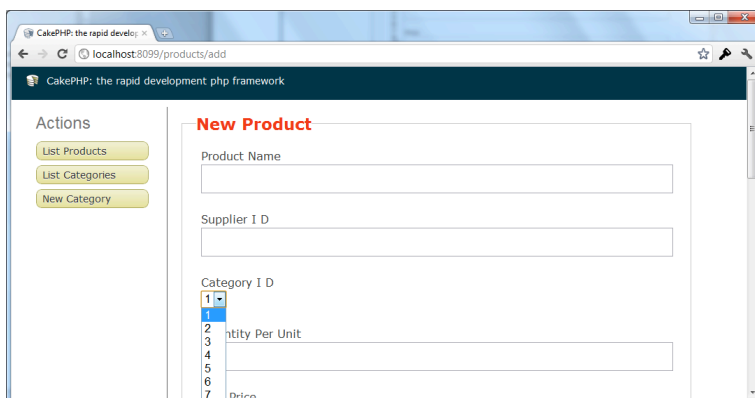 CakePHP: the rapid develop
localhost:8099/products/add
CakePHP: the rapid development php framework
Actions
List Products
List Categories
New Category
New Product
Product Name
Supplier I D
Category I D
1
1
2
3
4
5
6
7
ntity Per Unit
Price